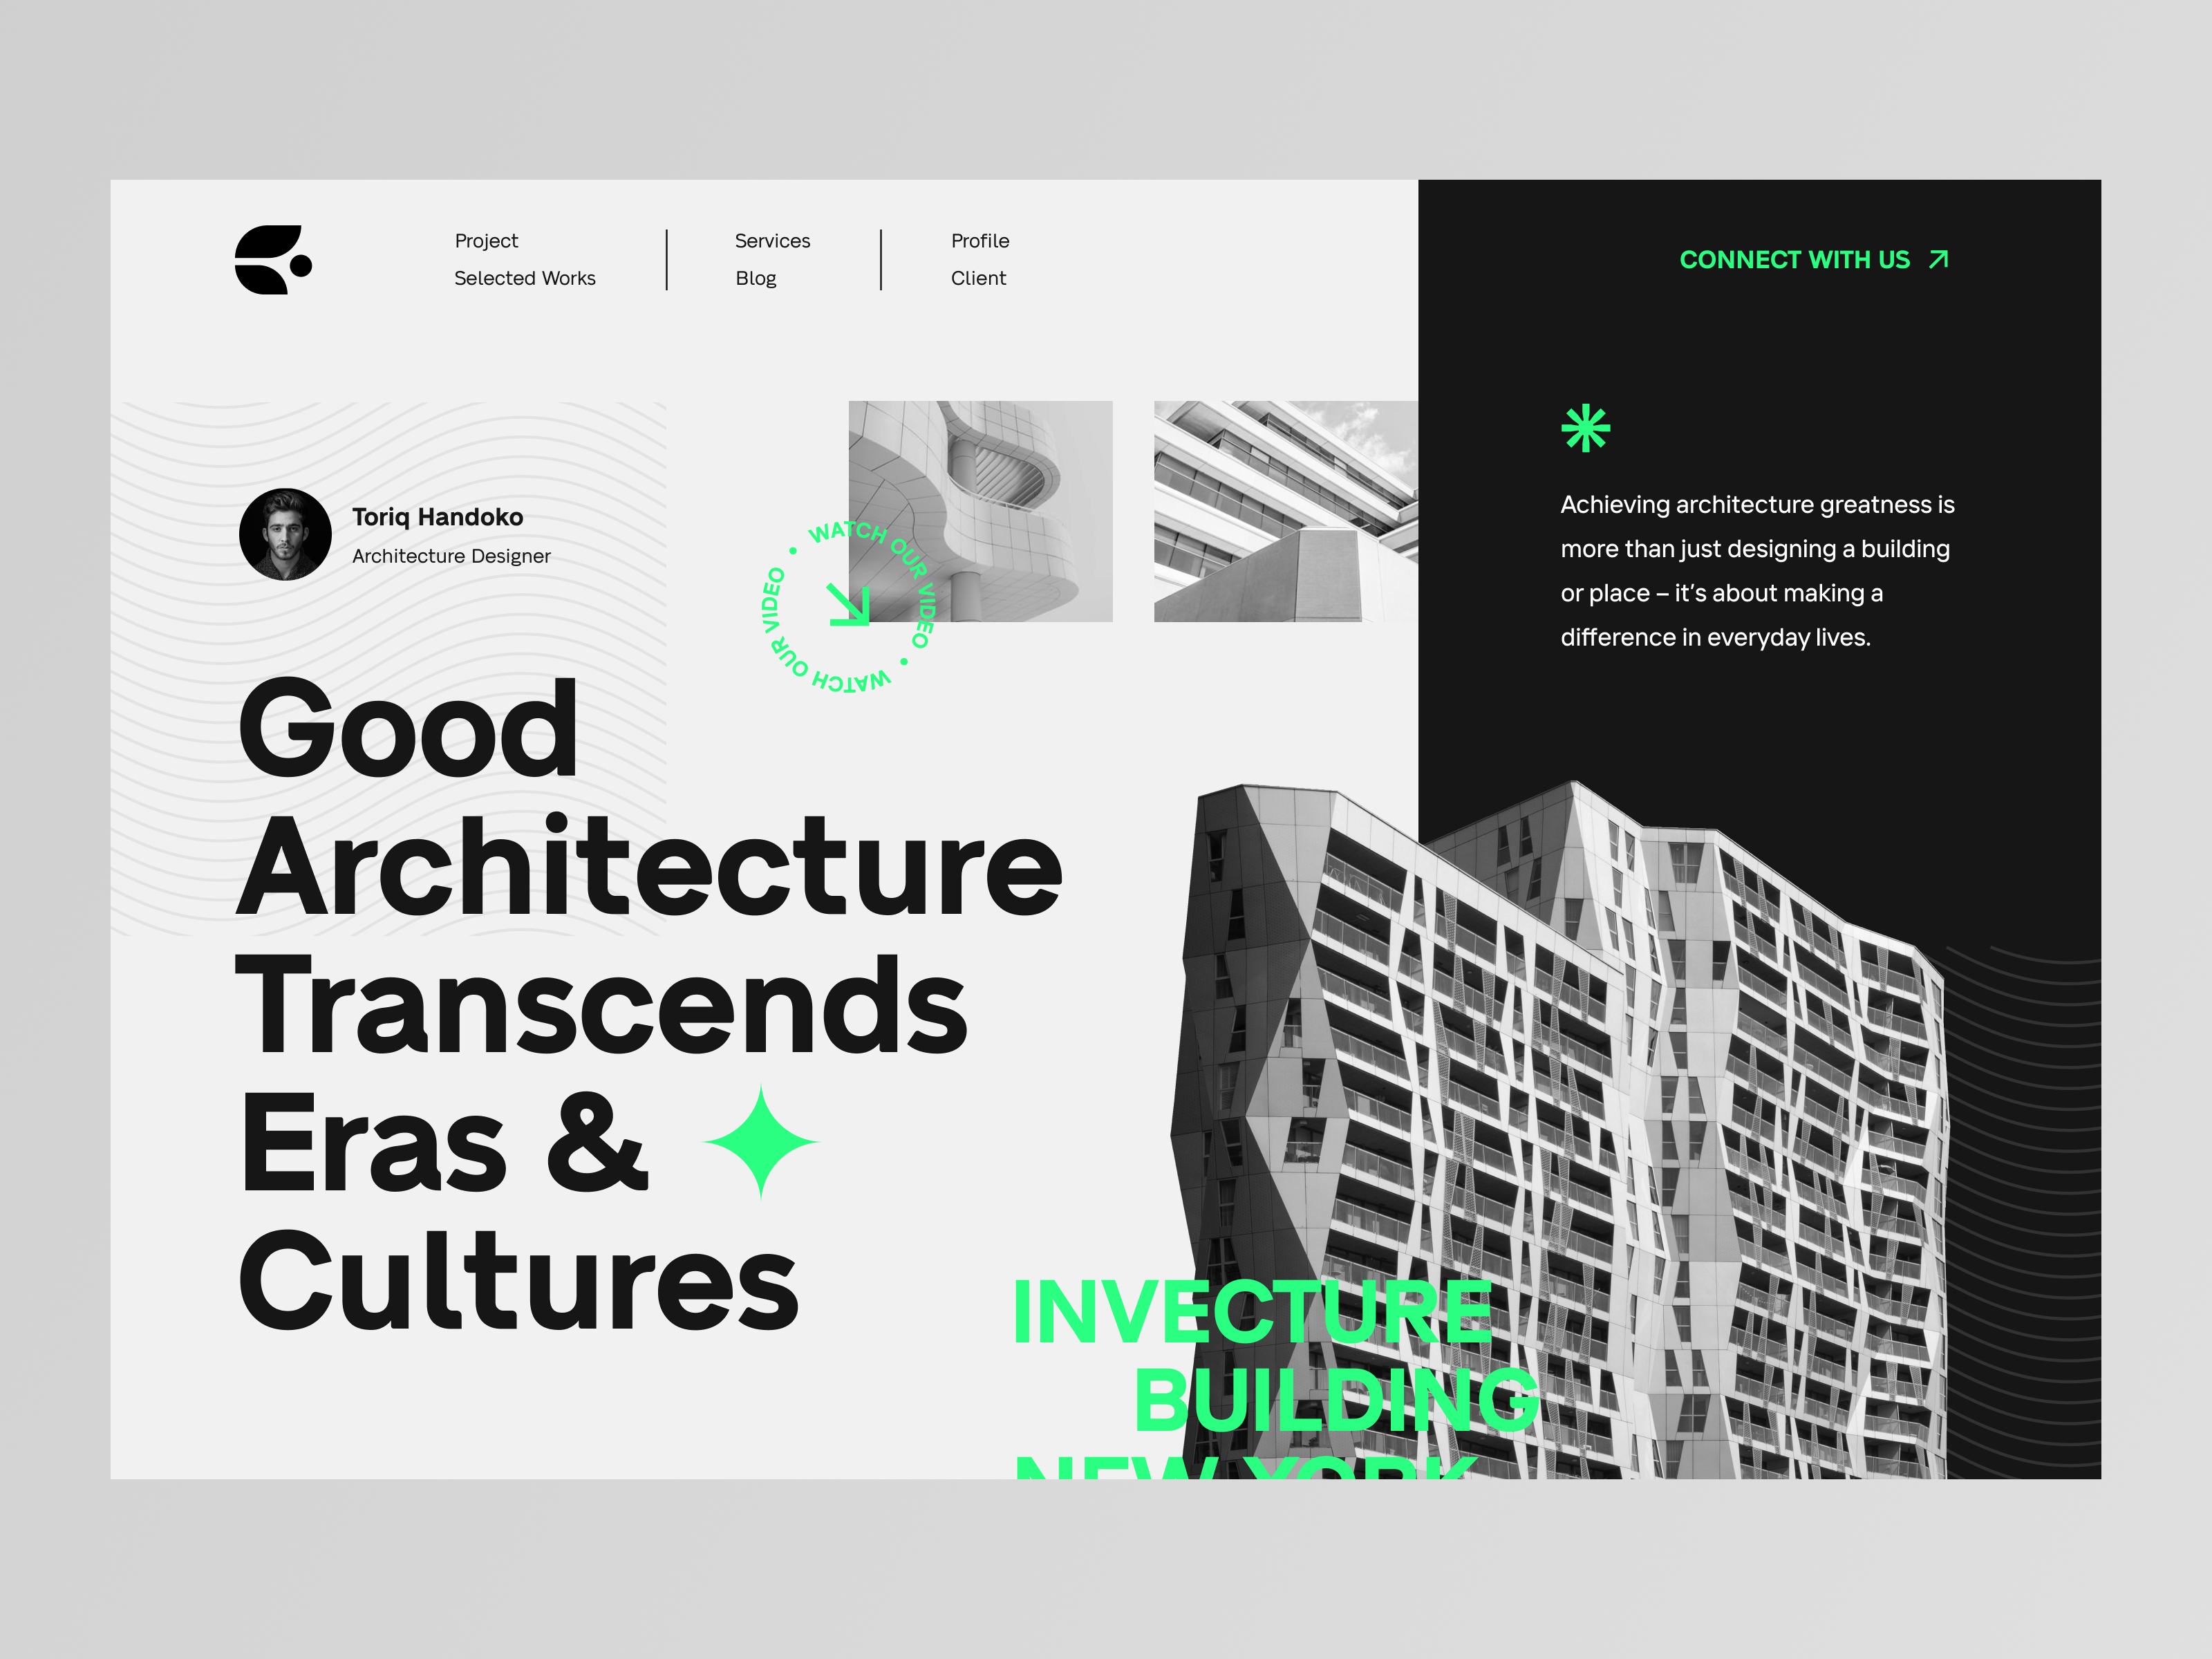 Project
Selected Works
Services
Blog
Profile
Client
CONNECT WITH US
Toriq Handoko
Architecture Designer
WATCH OUR VIDEO • WATCH OUR VIDEO •
Achieving architecture greatness is
more than just designing a building
or place – it’s about making a
difference in everyday lives.
Good
Architecture
Transcends
Eras &
Cultures
INVECTURE
BUILDING
NEW YORK